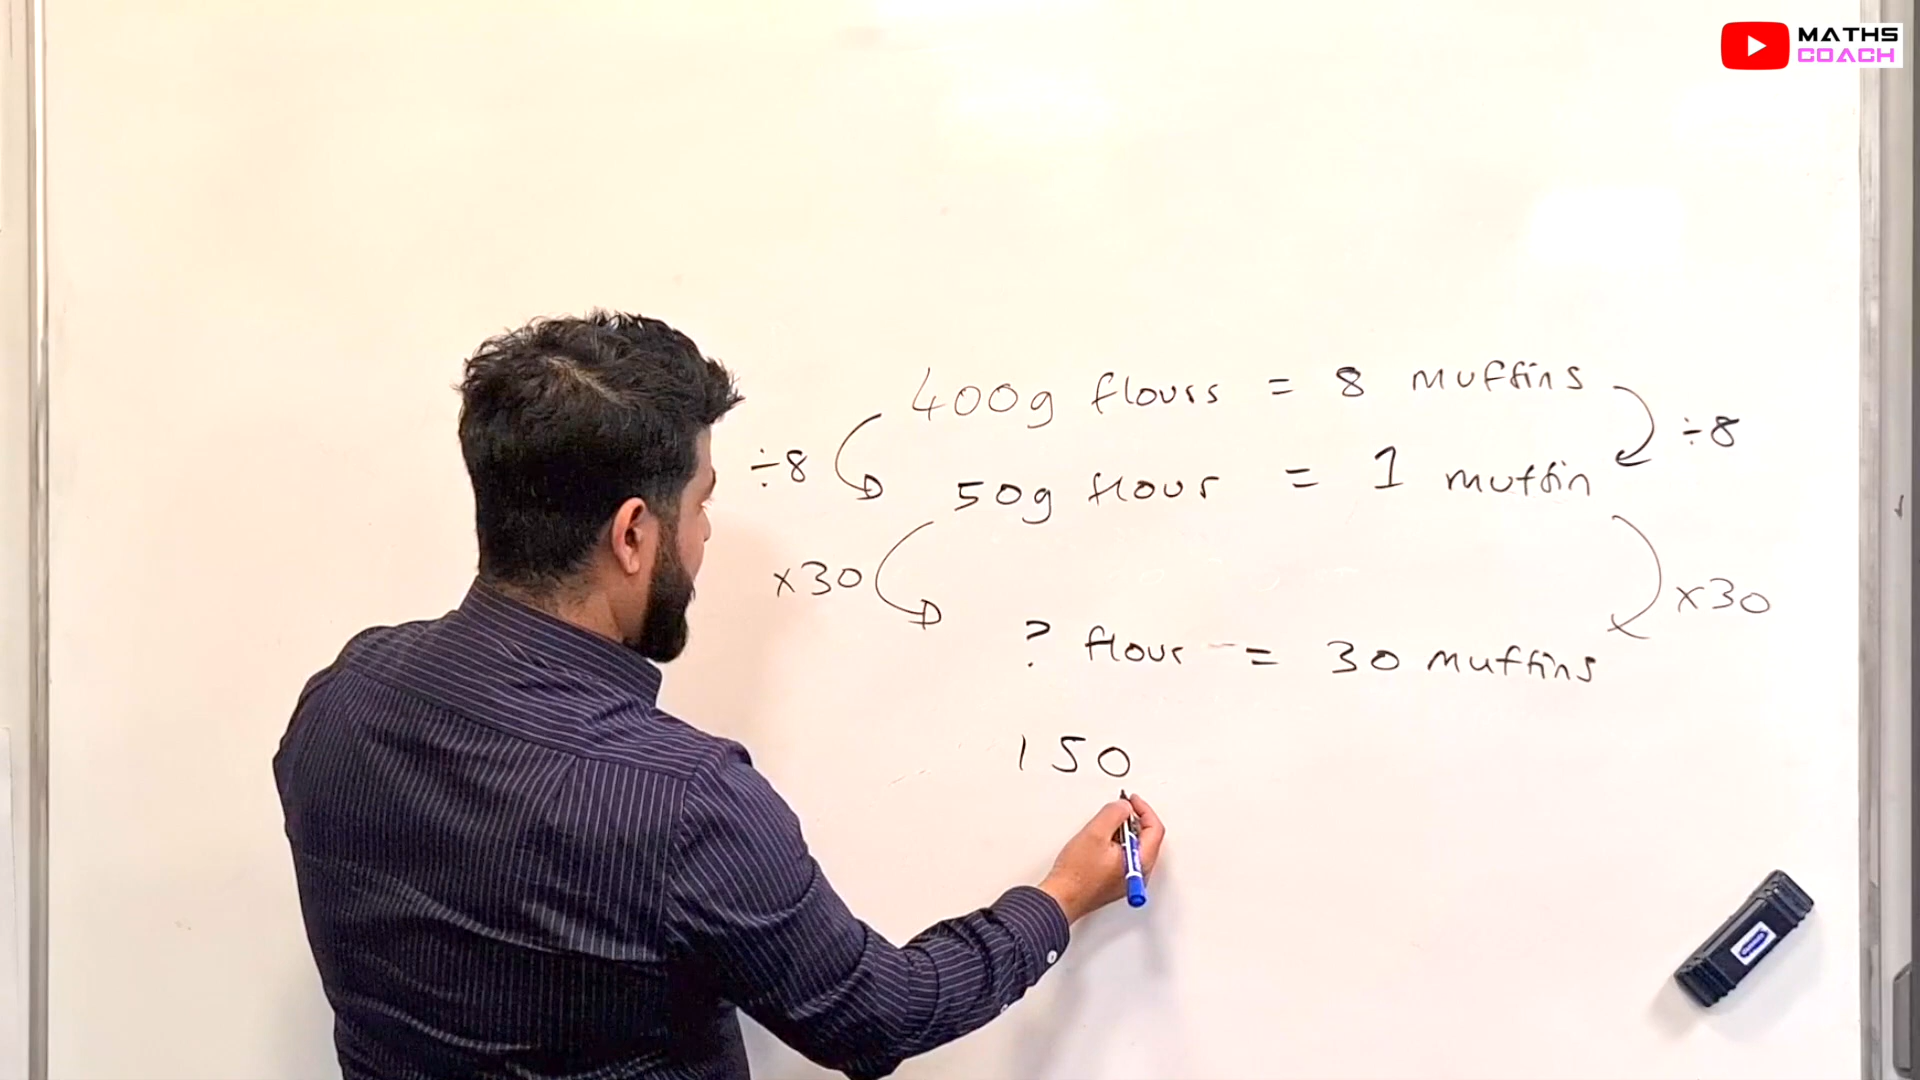 MATHS
COACH
400g flours = 8 muffins
÷8
÷8
50g flour = 1 muffin
x30
x30
? flour = 30 muffins
150